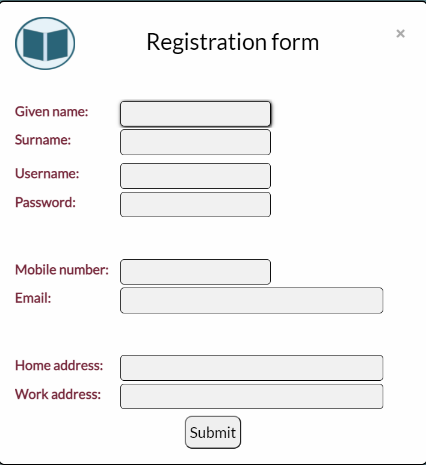 Registration form
×
Given name:
Surname:
Username:
Password:
Mobile number:
Email:
Home address:
Work address:
Submit